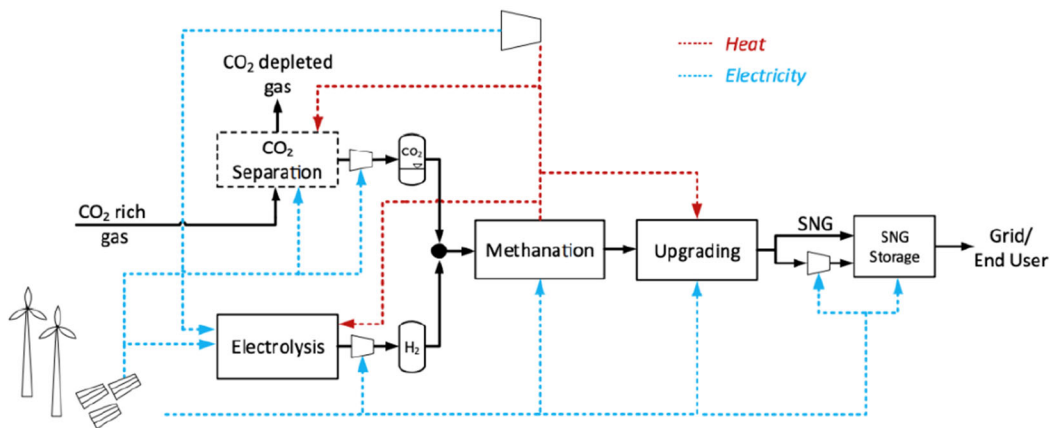 Heat
Electricity
CO₂ depleted
gas
CO₂
Separation
CO₂
CO₂ rich
gas
Methanation
Upgrading
SNG
SNG
Storage
Grid/
End User
Electrolysis
H₂